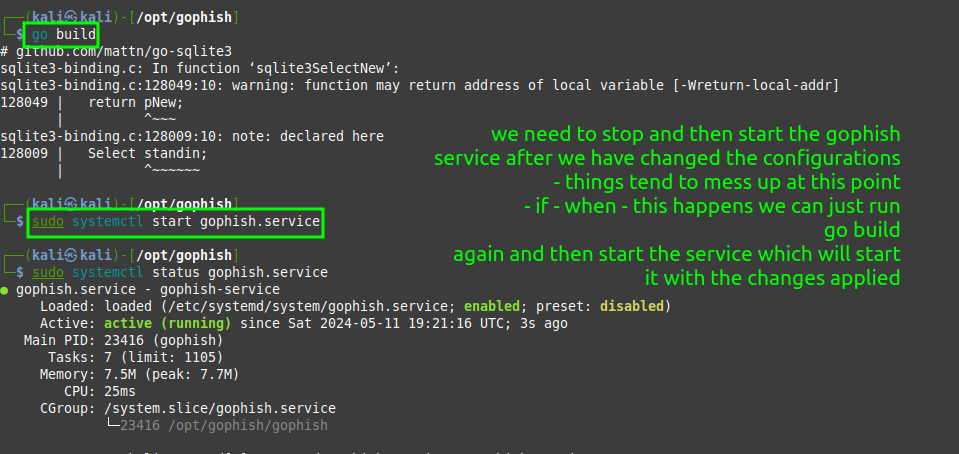 (kali㉿kali)-[/opt/gophish]
$ go build
# github.com/mattn/go-sqlite3
sqlite3-binding.c: In function ‘sqlite3SelectNew’:
sqlite3-binding.c:128049:10: warning: function may return address of local variable [-Wreturn-local-addr]
128049 |   return pNew;
|          ^~~~
sqlite3-binding.c:128009:10: note: declared here
128009 |   Select standin;
|          ^~~~~~~
(kali㉿kali)-[/opt/gophish]
$ sudo systemctl start gophish.service
we need to stop and then start the gophish
service after we have changed the configurations
- things tend to mess up at this point
- if - when - this happens we can just run
go build
again and then start the service which will start
it with the changes applied
(kali㉿kali)-[/opt/gophish]
$ sudo systemctl status gophish.service
● gophish.service - gophish-service
Loaded: loaded (/etc/systemd/system/gophish.service; enabled; preset: disabled)
Active: active (running) since Sat 2024-05-11 19:21:16 UTC; 3s ago
Main PID: 23416 (gophish)
Tasks: 7 (limit: 1105)
Memory: 7.5M (peak: 7.7M)
CPU: 25ms
CGroup: /system.slice/gophish.service
└─23416 /opt/gophish/gophish